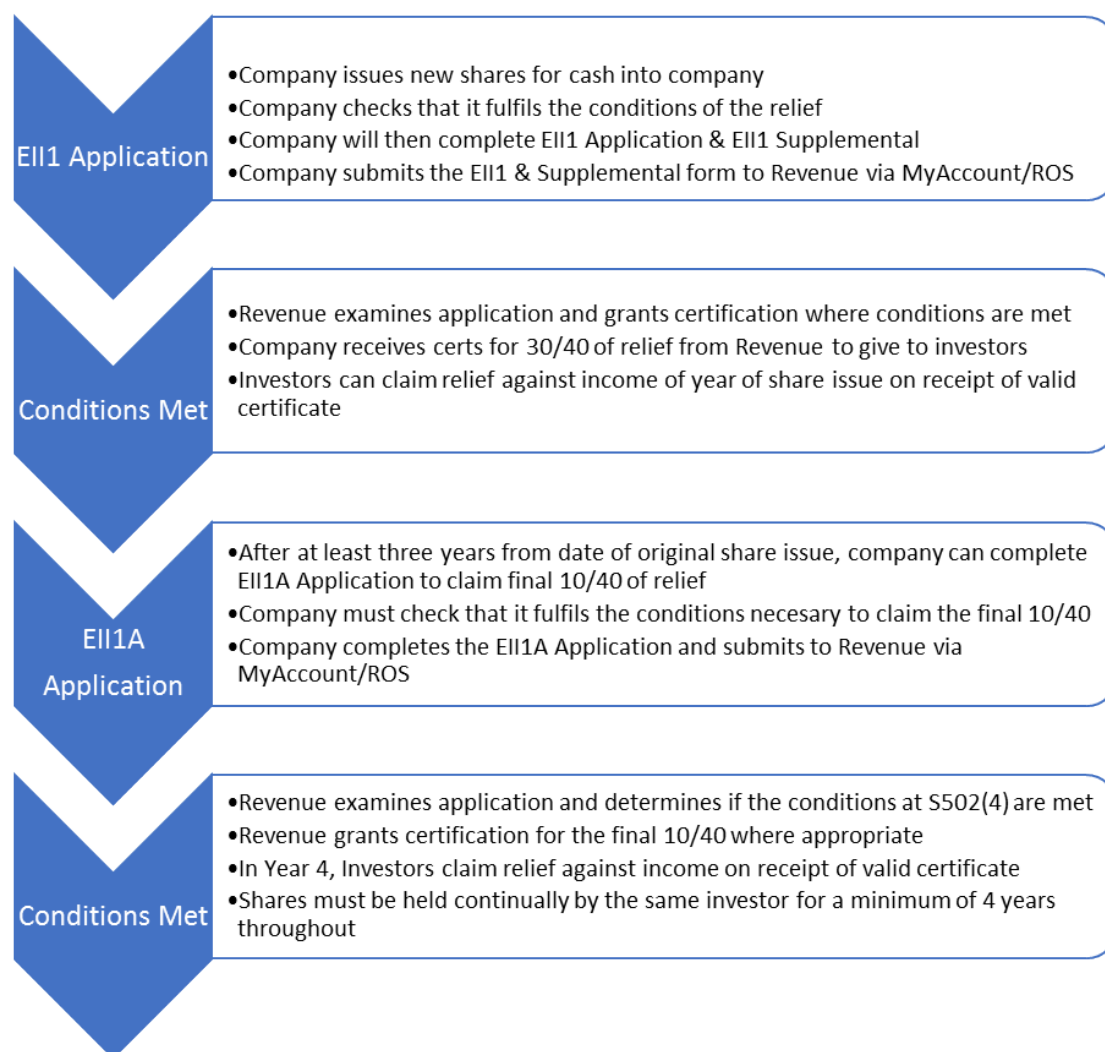 EII1 Application
•Company issues new shares for cash into company
•Company checks that it fulfils the conditions of the relief
•Company will then complete EII1 Application & EII1 Supplemental
•Company submits the EII1 & Supplemental form to Revenue via MyAccount/ROS
Conditions Met
•Revenue examines application and grants certification where conditions are met
•Company receives certs for 30/40 of relief from Revenue to give to investors
•Investors can claim relief against income of year of share issue on receipt of valid
certificate
EII1A
Application
•After at least three years from date of original share issue, company can complete
EII1A Application to claim final 10/40 of relief
•Company must check that it fulfils the conditions necesary to claim the final 10/40
•Company completes the EII1A Application and submits to Revenue via
MyAccount/ROS
Conditions Met
•Revenue examines application and determines if the conditions at S502(4) are met
•Revenue grants certification for the final 10/40 where appropriate
•In Year 4, Investors claim relief against income on receipt of valid certificate
•Shares must be held continually by the same investor for a minimum of 4 years
throughout